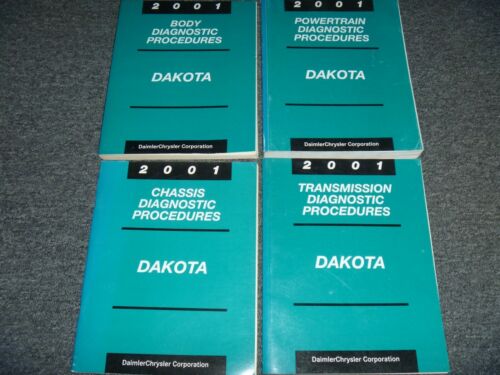 2001
BODY
DIAGNOSTIC
PROCEDURES
DAKOTA
DaimlerChrysler Corporation
2001
POWERTRAIN
DIAGNOSTIC
PROCEDURES
DAKOTA
DaimlerChrysler Corporation
2001
CHASSIS
DIAGNOSTIC
PROCEDURES
DAKOTA
DaimlerChrysler Corporation
2001
TRANSMISSION
DIAGNOSTIC
PROCEDURES
DAKOTA
DaimlerChrysler Corporation